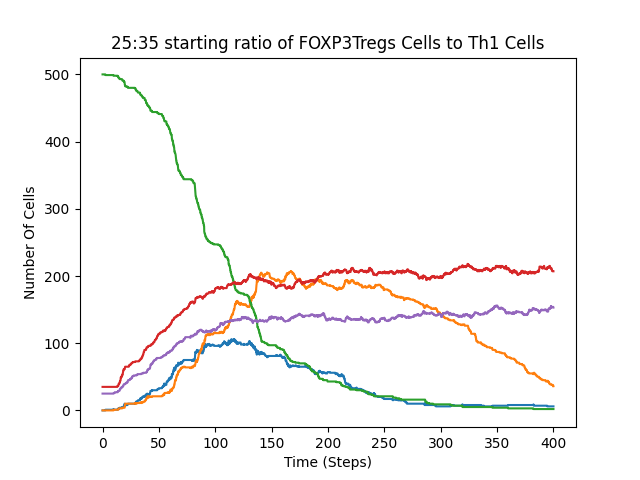 25:35 starting ratio of FOXP3Tregs Cells to Th1 Cells
500
400
300
200
100
0
Number Of Cells
0 50 100 150 200 250 300 350 400
Time (Steps)